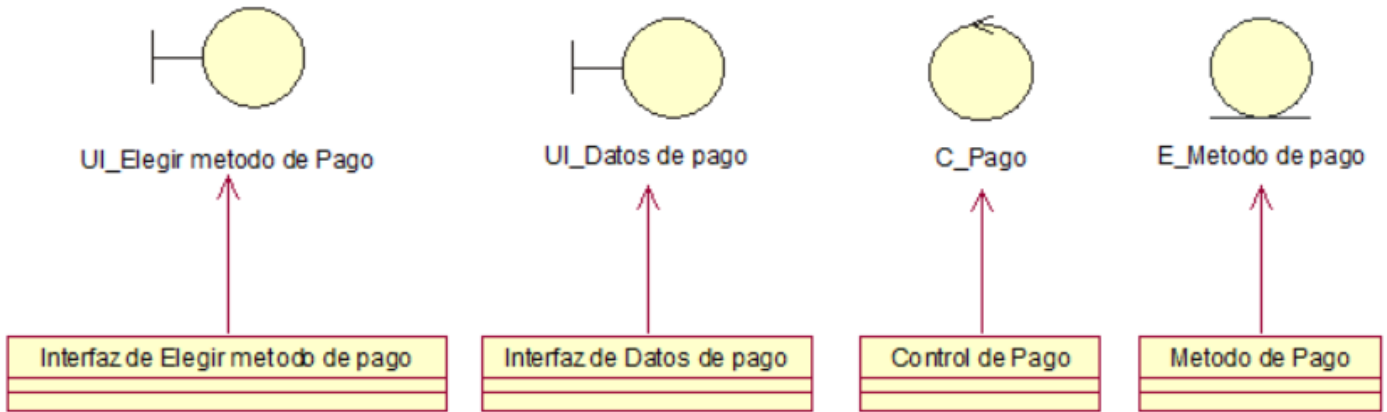 UI_Elegir metodo de Pago
UI_Datos de pago
C_Pago
E_Metodo de pago
Interfaz de Elegir metodo de pago
Interfaz de Datos de pago
Control de Pago
Metodo de Pago